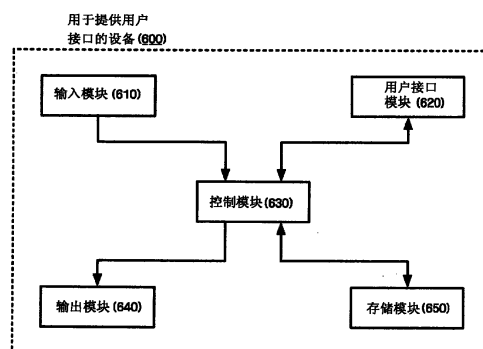 用于提供用户
接口的设备(600)
输入模块(610)
用户接口
模块(620)
控制模块(630)
输出模块(640)
存储模块(650)